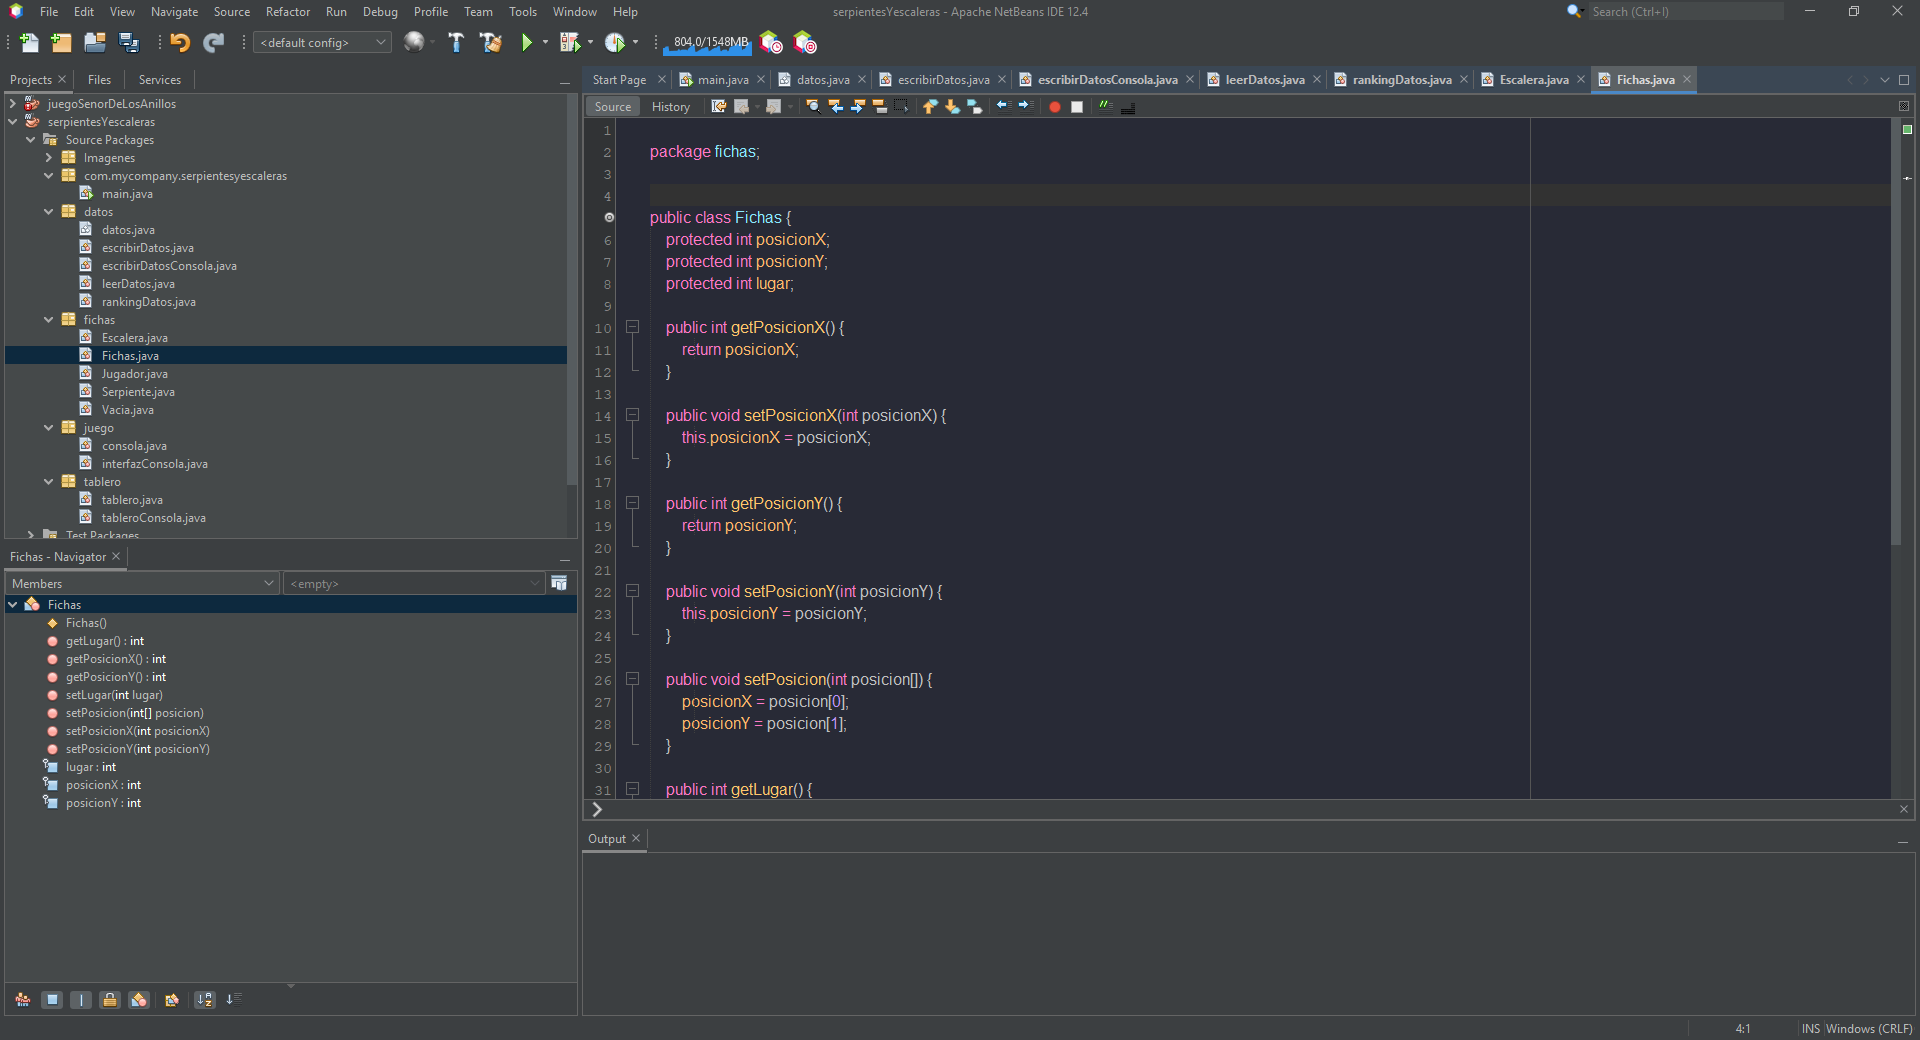 File Edit View Navigate Source Refactor Run Debug Profile Team Tools Window Help
serpientesYescaleras - Apache NetBeans IDE 12.4
Search (Ctrl+I)
<default config>
804.0/1548MB
Projects Files Services
juegoSenorDeLosAnillos
serpientesYescaleras
Source Packages
Imagenes
com.mycompany.serpientesyescaleras
main.java
datos
datos.java
escribirDatos.java
escribirDatosConsola.java
leerDatos.java
rankingDatos.java
fichas
Escalera.java
Fichas.java
Jugador.java
Serpiente.java
Vacia.java
juego
consola.java
interfazConsola.java
tablero
tablero.java
tableroConsola.java
Test Packages
Fichas - Navigator
Members
<empty>
Fichas
Fichas()
getLugar() : int
getPosicionX() : int
getPosicionY() : int
setLugar(int lugar)
setPosicion(int[] posicion)
setPosicionX(int posicionX)
setPosicionY(int posicionY)
lugar : int
posicionX : int
posicionY : int
Start Page main.java datos.java escribirDatos.java escribirDatosConsola.java leerDatos.java rankingDatos.java Escalera.java Fichas.java
Source History
1
2 package fichas;
3
4
public class Fichas {
6 protected int posicionX;
7 protected int posicionY;
8 protected int lugar;
9
10 public int getPosicionX() {
11 return posicionX;
12 }
13
14 public void setPosicionX(int posicionX) {
15 this.posicionX = posicionX;
16 }
17
18 public int getPosicionY() {
19 return posicionY;
20 }
21
22 public void setPosicionY(int posicionY) {
23 this.posicionY = posicionY;
24 }
25
26 public void setPosicion(int posicion[]) {
27 posicionX = posicion[0];
28 posicionY = posicion[1];
29 }
30
31 public int getLugar() {
Output
4:1
INS
Windows (CRLF)